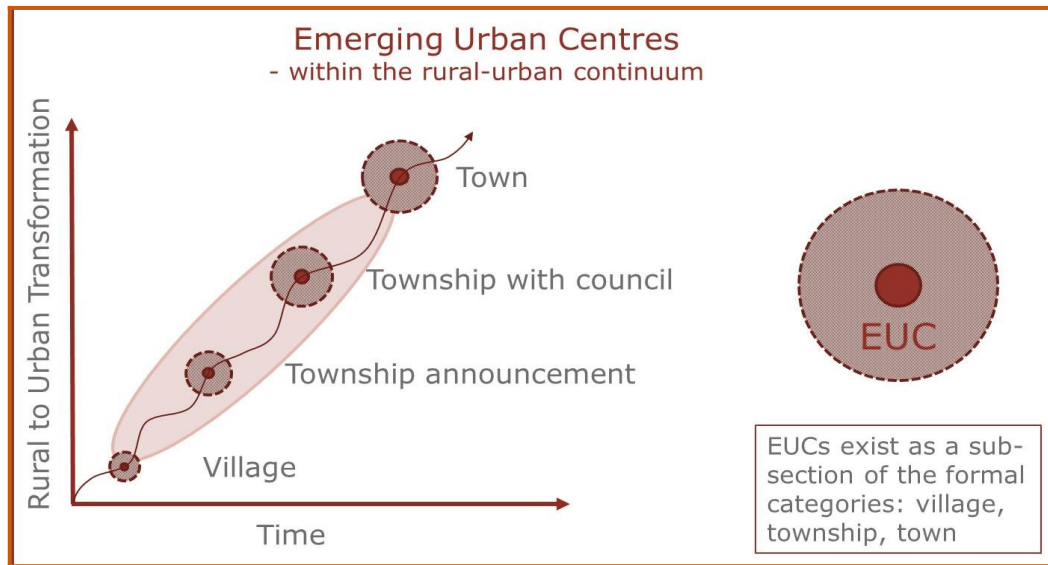 Emerging Urban Centres
- within the rural-urban continuum
Rural to Urban Transformation
Town
Township with council
Township announcement
Village
Time
EUC
EUCs exist as a sub-
section of the formal
categories: village,
township, town